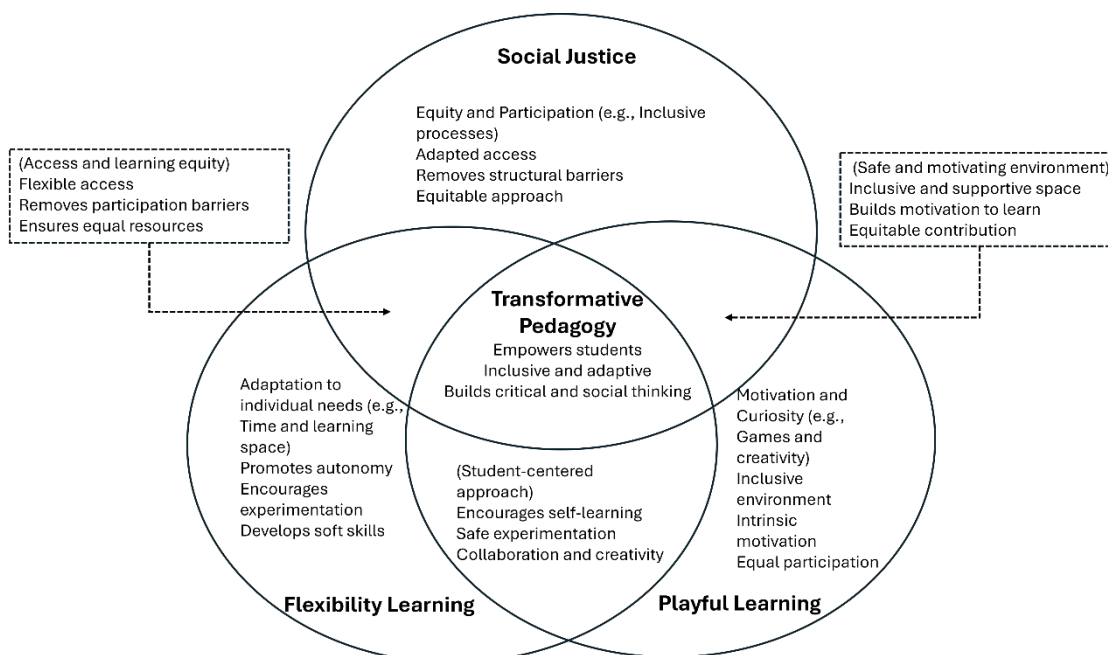 Social Justice
Equity and Participation (e.g., Inclusive
processes)
Adapted access
Removes structural barriers
Equitable approach
(Access and learning equity)
Flexible access
Removes participation barriers
Ensures equal resources
(Safe and motivating environment)
Inclusive and supportive space
Builds motivation to learn
Equitable contribution
Transformative
Pedagogy
Empowers students
Inclusive and adaptive
Builds critical and social thinking
Adaptation to
individual needs (e.g.,
Time and learning
space)
Promotes autonomy
Encourages
experimentation
Develops soft skills
(Student-centered
approach)
Encourages self-learning
Safe experimentation
Collaboration and creativity
Motivation and
Curiosity (e.g.,
Games and
creativity)
Inclusive
environment
Intrinsic
motivation
Equal participation
Flexibility Learning
Playful Learning